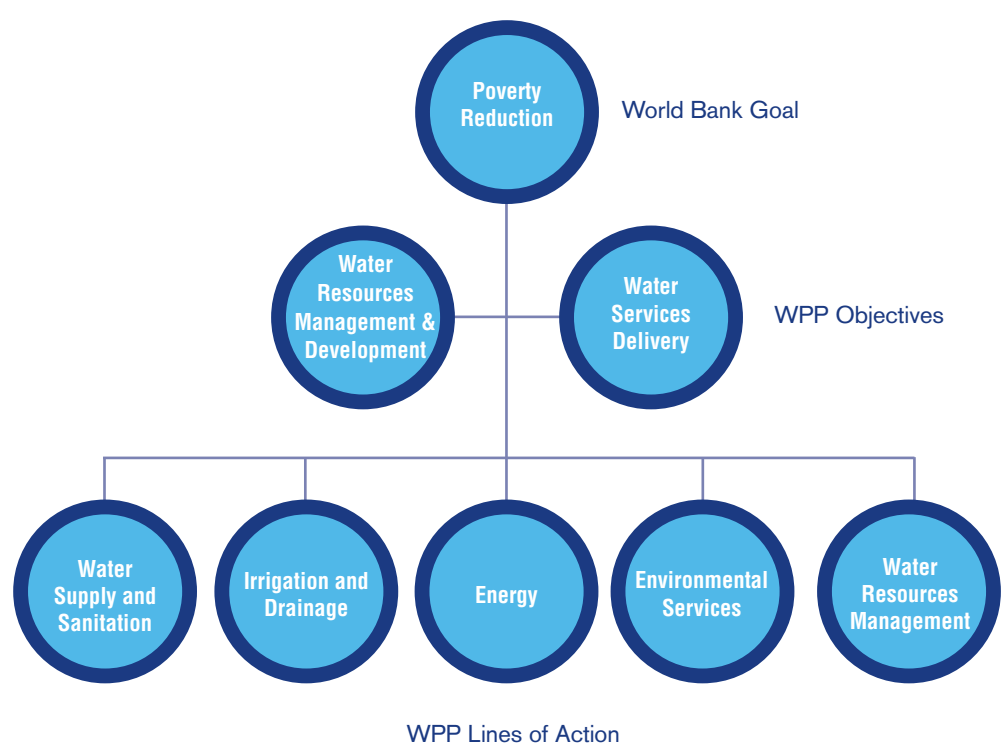 Poverty
Reduction
World Bank Goal
Water
Resources
Management &
Development
Water
Services
Delivery
WPP Objectives
Water
Supply and
Sanitation
Irrigation and
Drainage
Energy
Environmental
Services
Water
Resources
Management
WPP Lines of Action